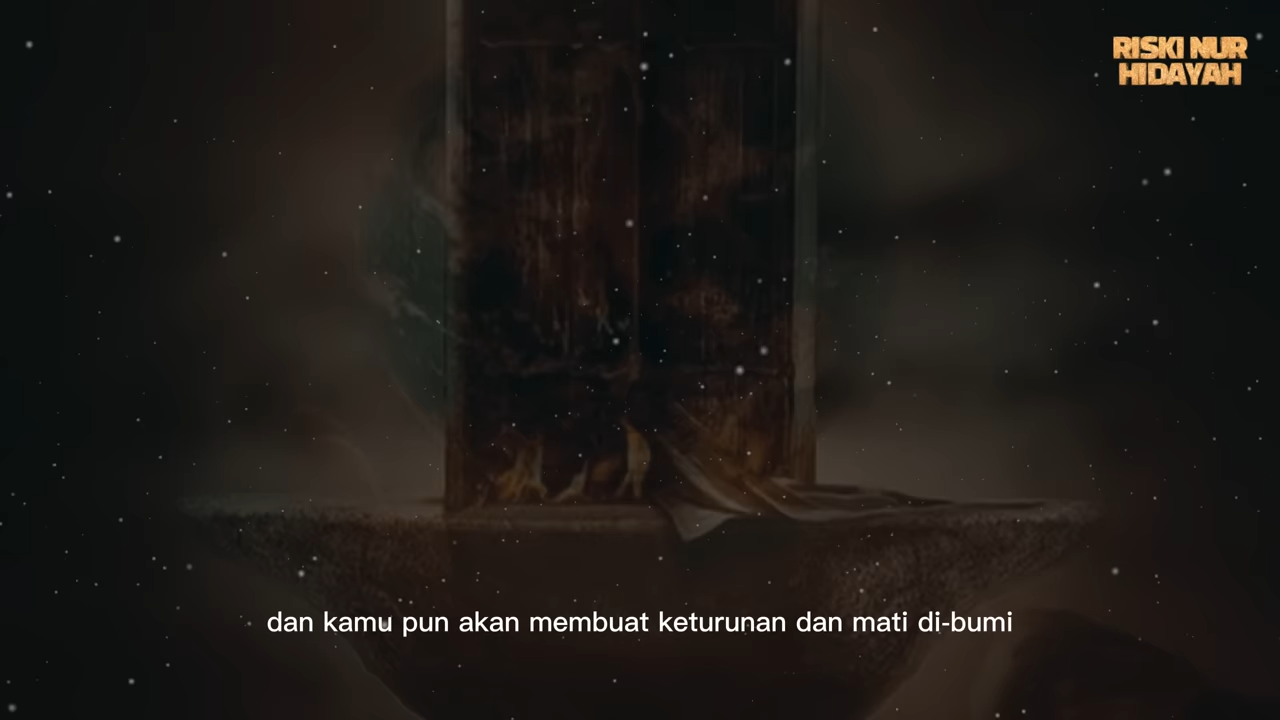 RISKI NUR
HIDAYAH
dan kamu pun akan membuat keturunan dan mati di-bumi